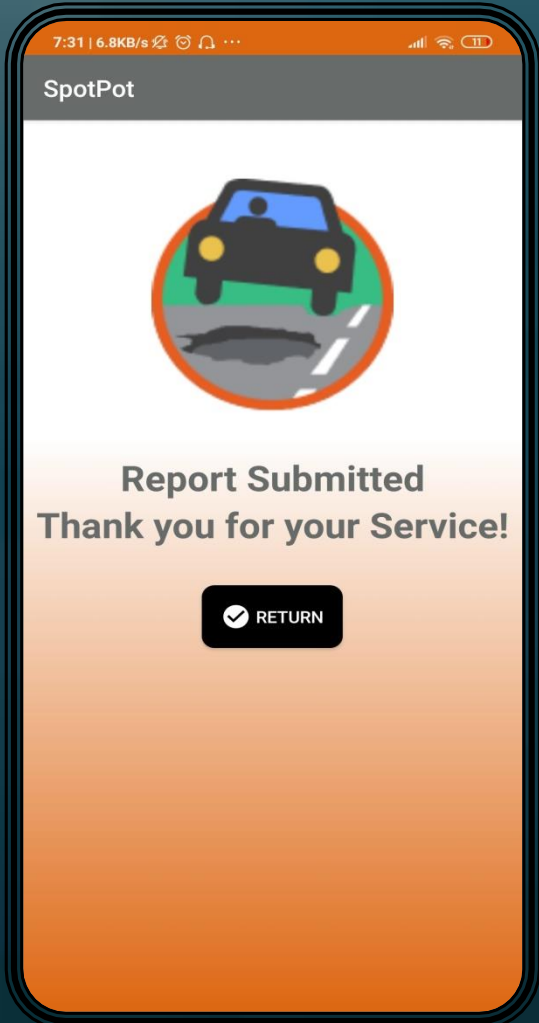 7:31 | 6.8KB/s ... 11
SpotPot
Report Submitted
Thank you for your Service!
RETURN